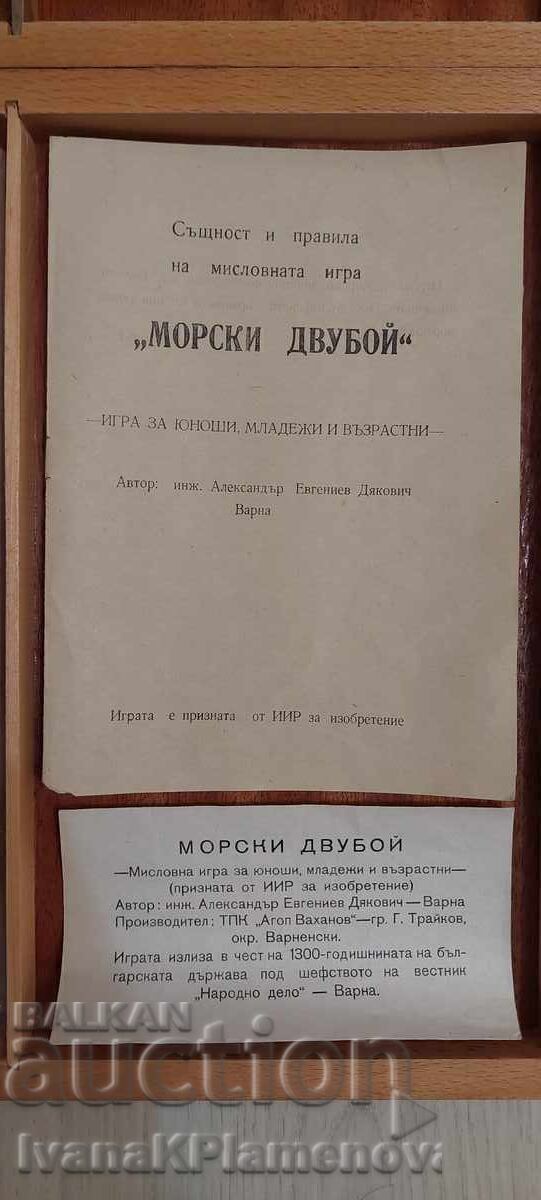 Същност и правила
на мисловната игра
„МОРСКИ ДВУБОЙ“
—ИГРА ЗА ЮНОШИ, МЛАДЕЖИ И ВЪЗРАСТНИ—
Автор: инж. Александър Евгениев Дякович
Варна
Играта е призната от ИИР за изобретение
МОРСКИ ДВУБОЙ
—Мисловна игра за юноши, младежи и възрастни—
(призната от ИИР за изобретение)
Автор: инж. Александър Евгениев Дякович—Варна
Производител: ТПК „Агоп Ваханов“—гр. Г. Трайков,
окр. Варненски.
Играта излиза в чест на 1300-годишнината на бъл-
гарската държава под шефството на вестник
„Народно дело“ — Варна.
BALKAN
auction
IvanaKPlamenova